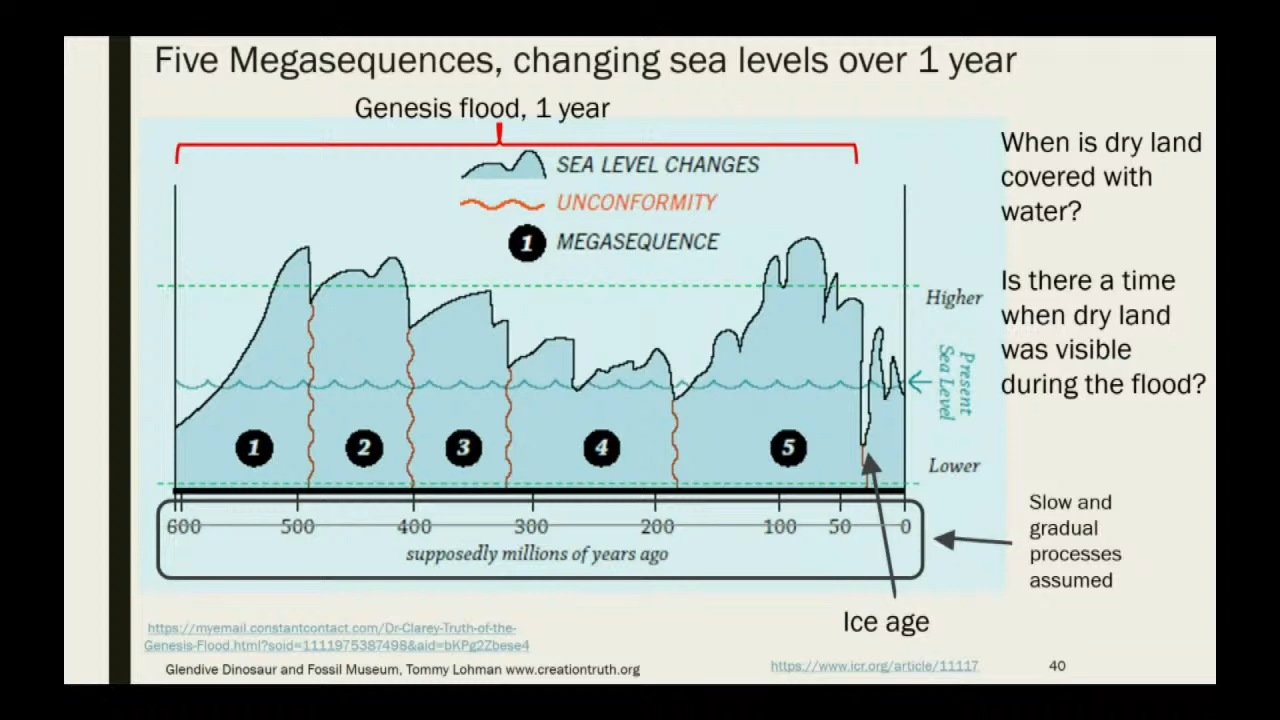 Five Megasequences, changing sea levels over 1 year
Genesis flood, 1 year
SEA LEVEL CHANGES
UNCONFORMITY
1 MEGASEQUENCE
When is dry land
covered with
water?
Is there a time
when dry land
was visible
during the flood?
Higher
Present
Sea Level
Lower
1 2 3 4 5
600 500 400 300 200 100 50 0
supposedly millions of years ago
Slow and
gradual
processes
assumed
Ice age
https://myemail.constantcontact.com/Dr-Clarey-Truth-of-the-
Genesis-Flood.html?soid=1111975387498&aid=bKPg2Zbese4
Glendive Dinosaur and Fossil Museum, Tommy Lohman www.creationtruth.org
https://www.icr.org/article/11117
40